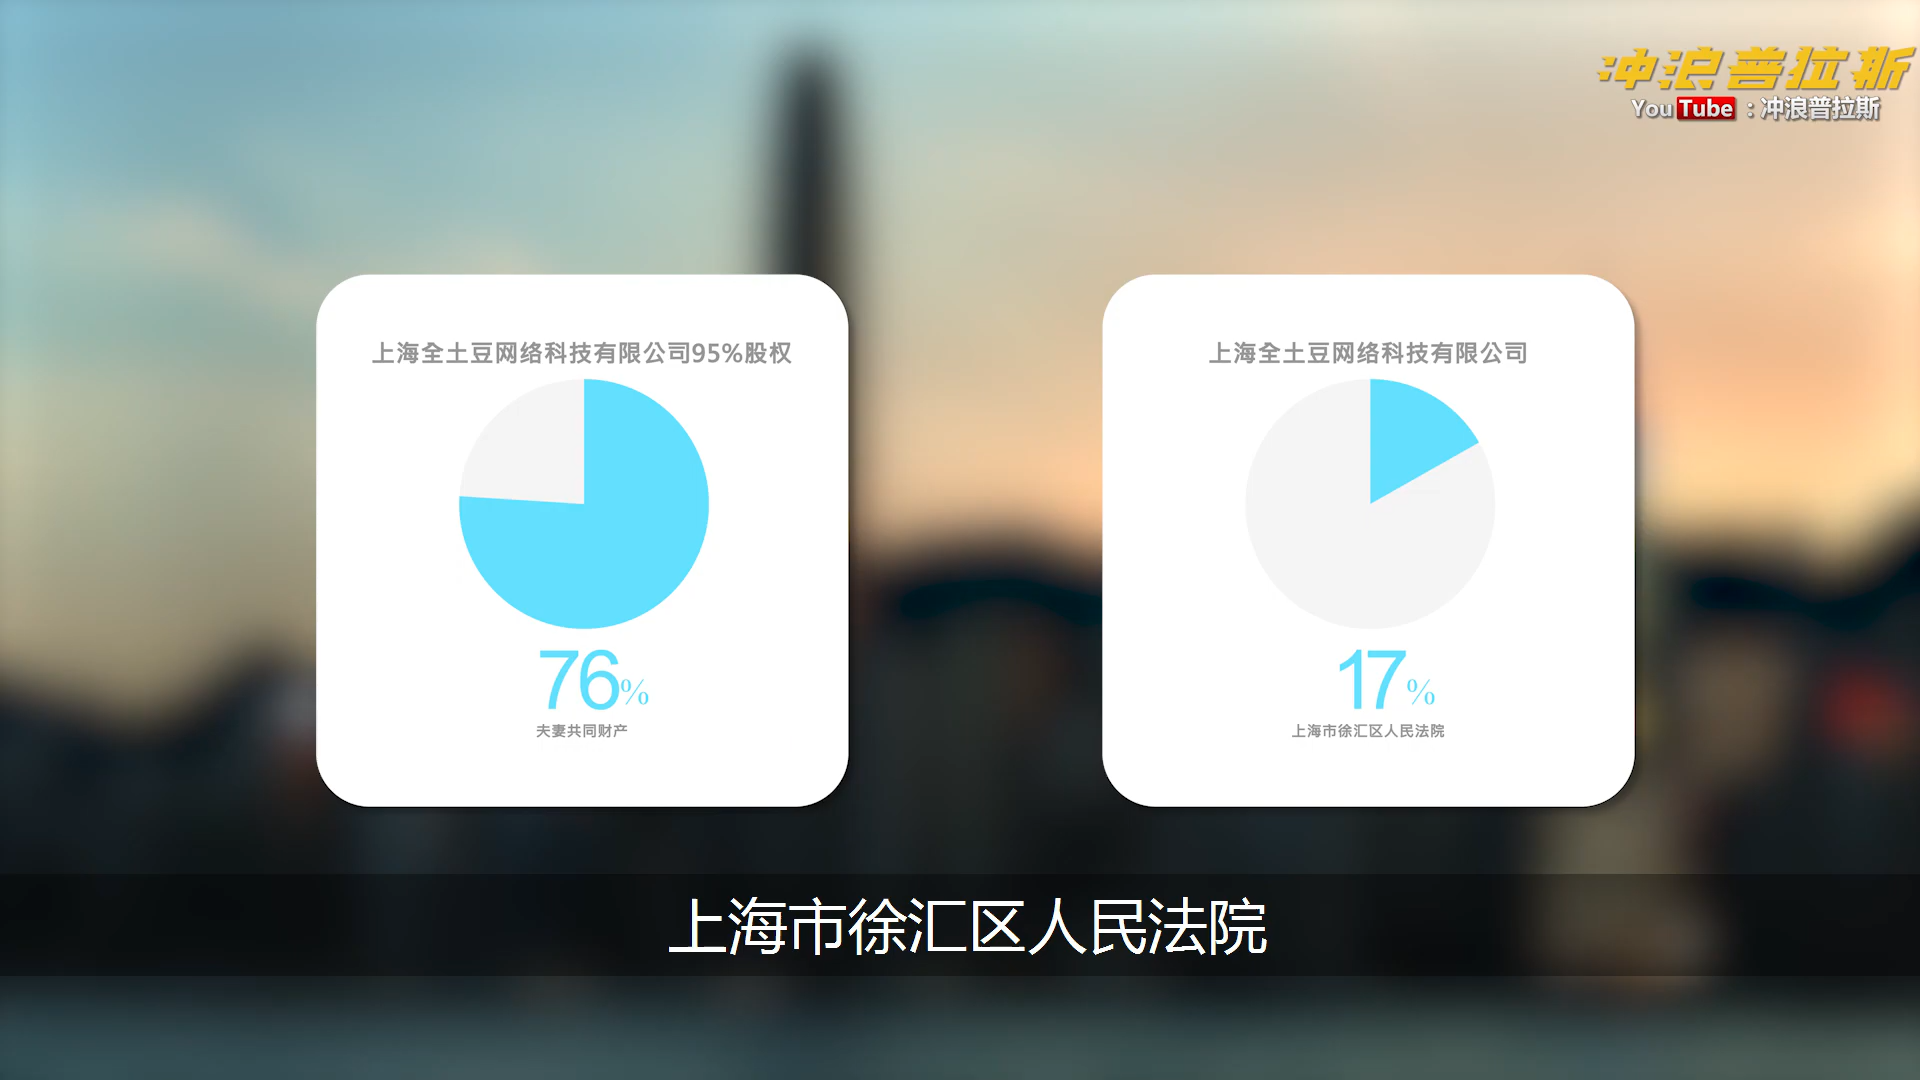 冲浪普拉斯
YouTube：冲浪普拉斯
上海全土豆网络科技有限公司95%股权
76%
夫妻共同财产
上海全土豆网络科技有限公司
17%
上海市徐汇区人民法院
上海市徐汇区人民法院